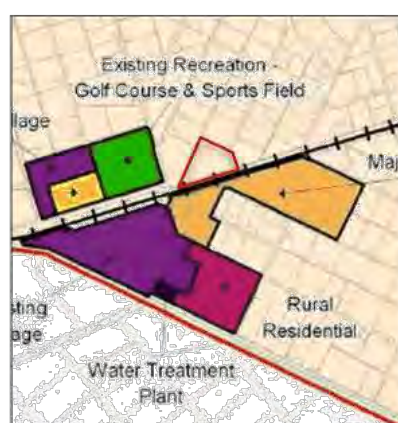 Existing Recreation -
Golf Course & Sports Field
llage
Maj
sting
age
Rural
Residential
Water Treatment
Plant